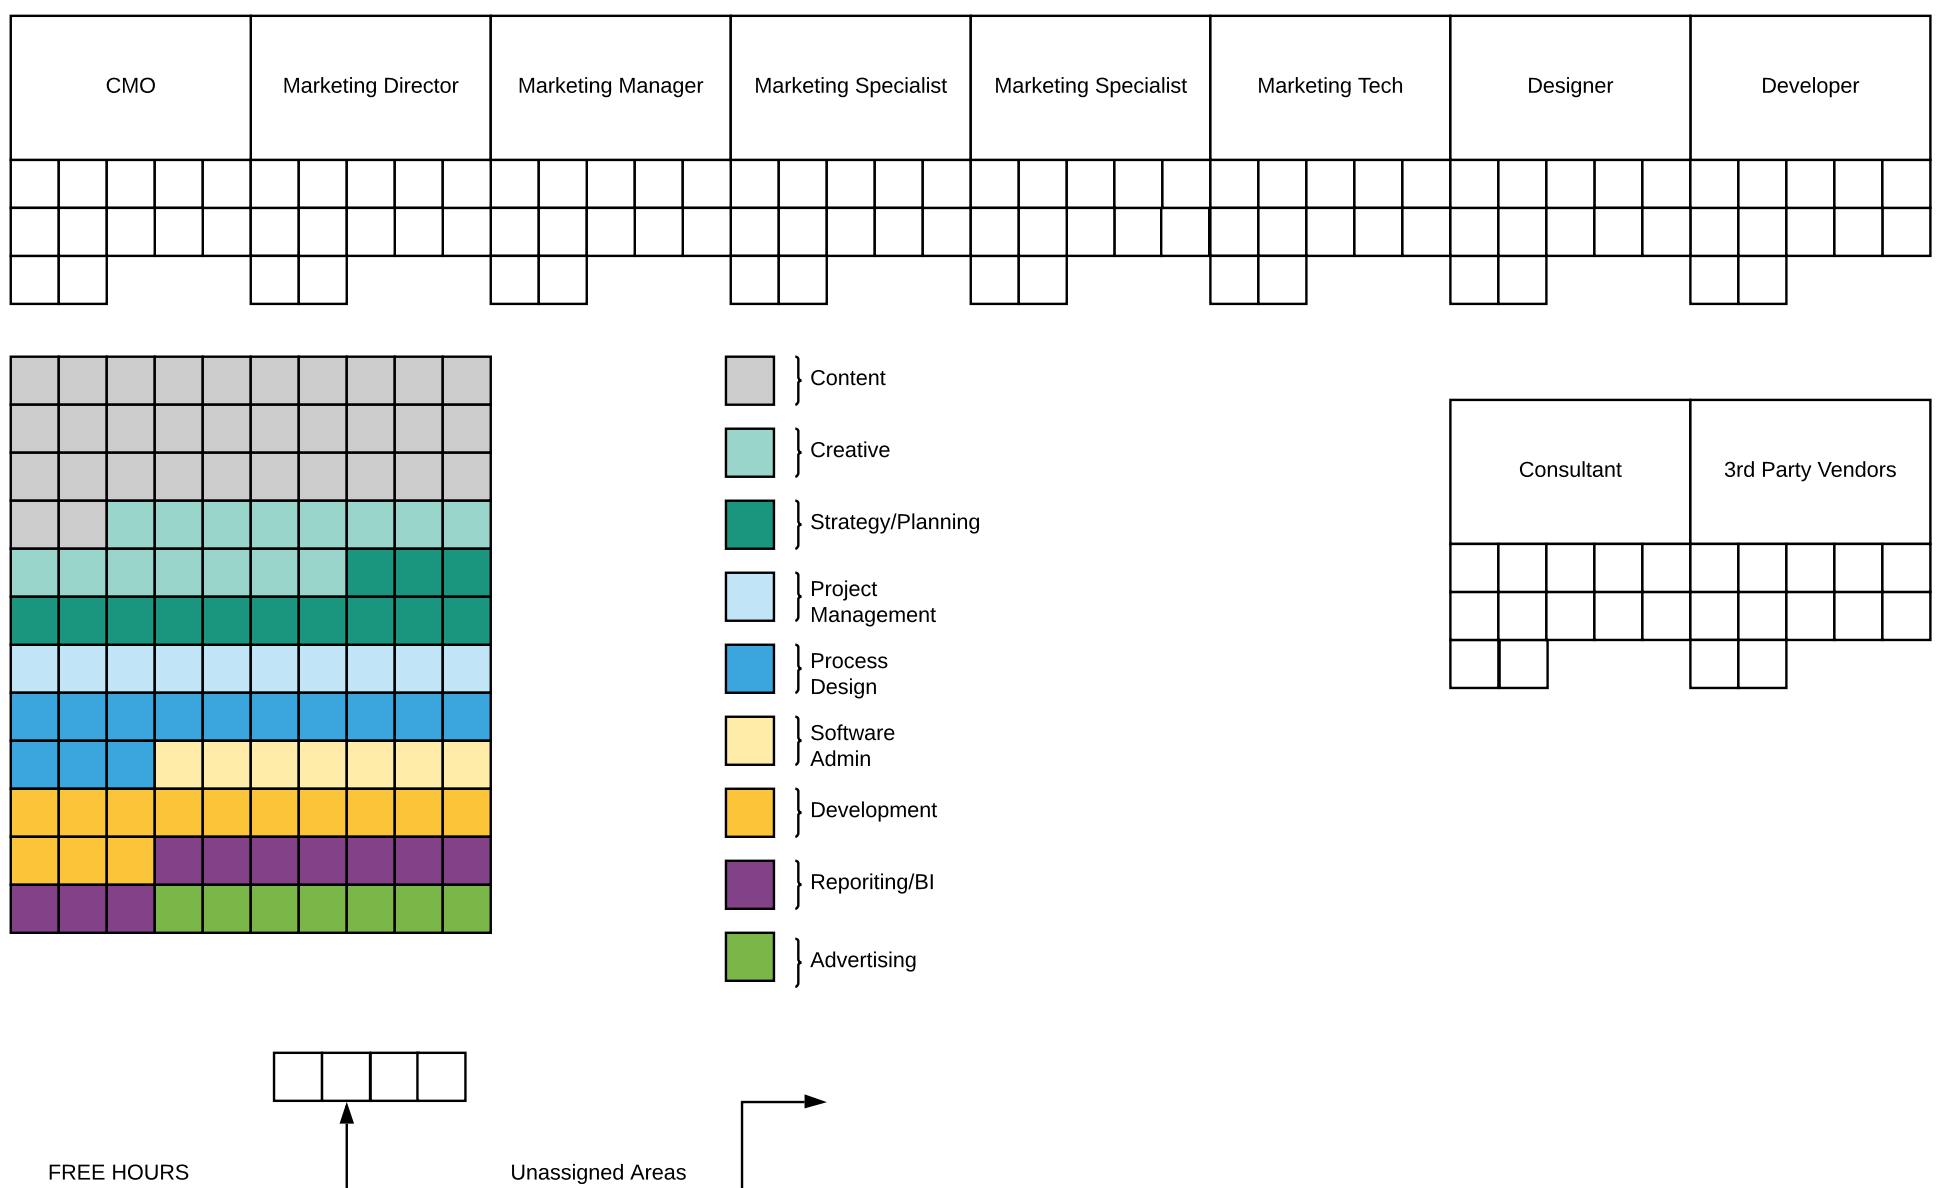 CMO
Marketing Director
Marketing Manager
Marketing Specialist
Marketing Specialist
Marketing Tech
Designer
Developer
Content
Creative
Strategy/Planning
Project
Management
Process
Design
Software
Admin
Development
Reporiting/BI
Advertising
Consultant
3rd Party Vendors
FREE HOURS
Unassigned Areas